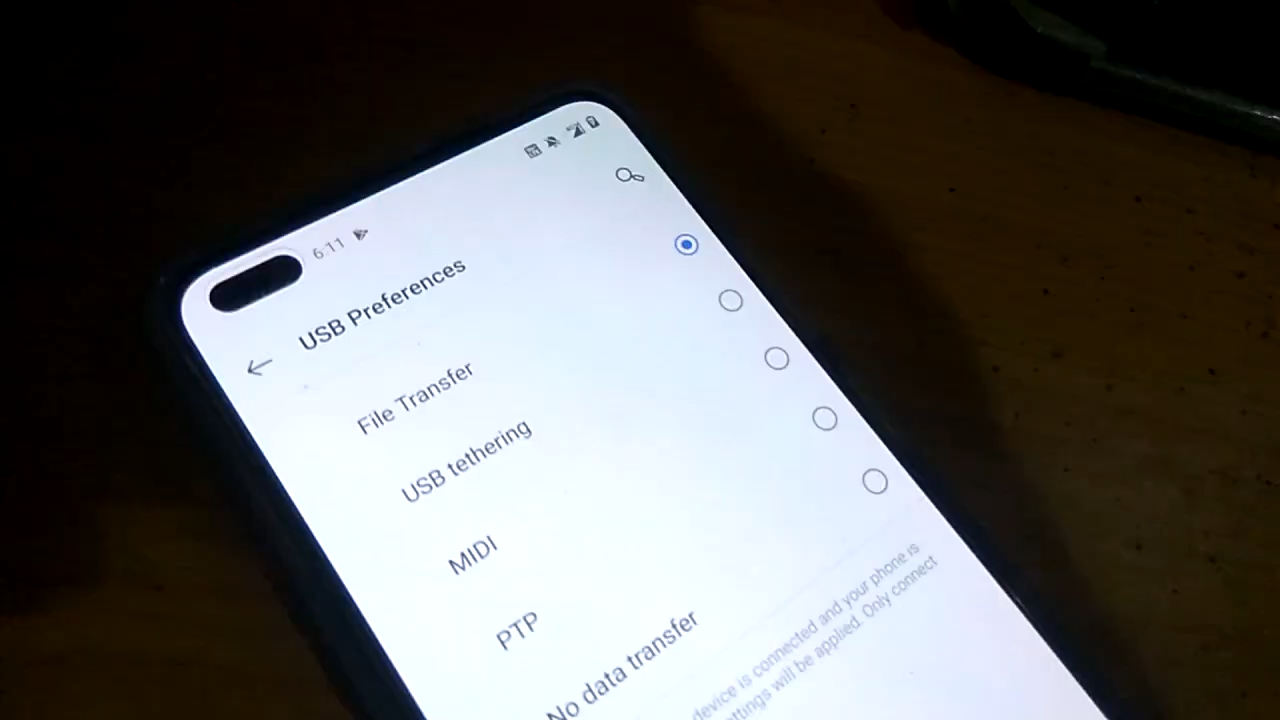 6:11
USB Preferences
File Transfer
USB tethering
MIDI
PTP
No data transfer
device is connected and your phone is
ettings will be applied. Only connect